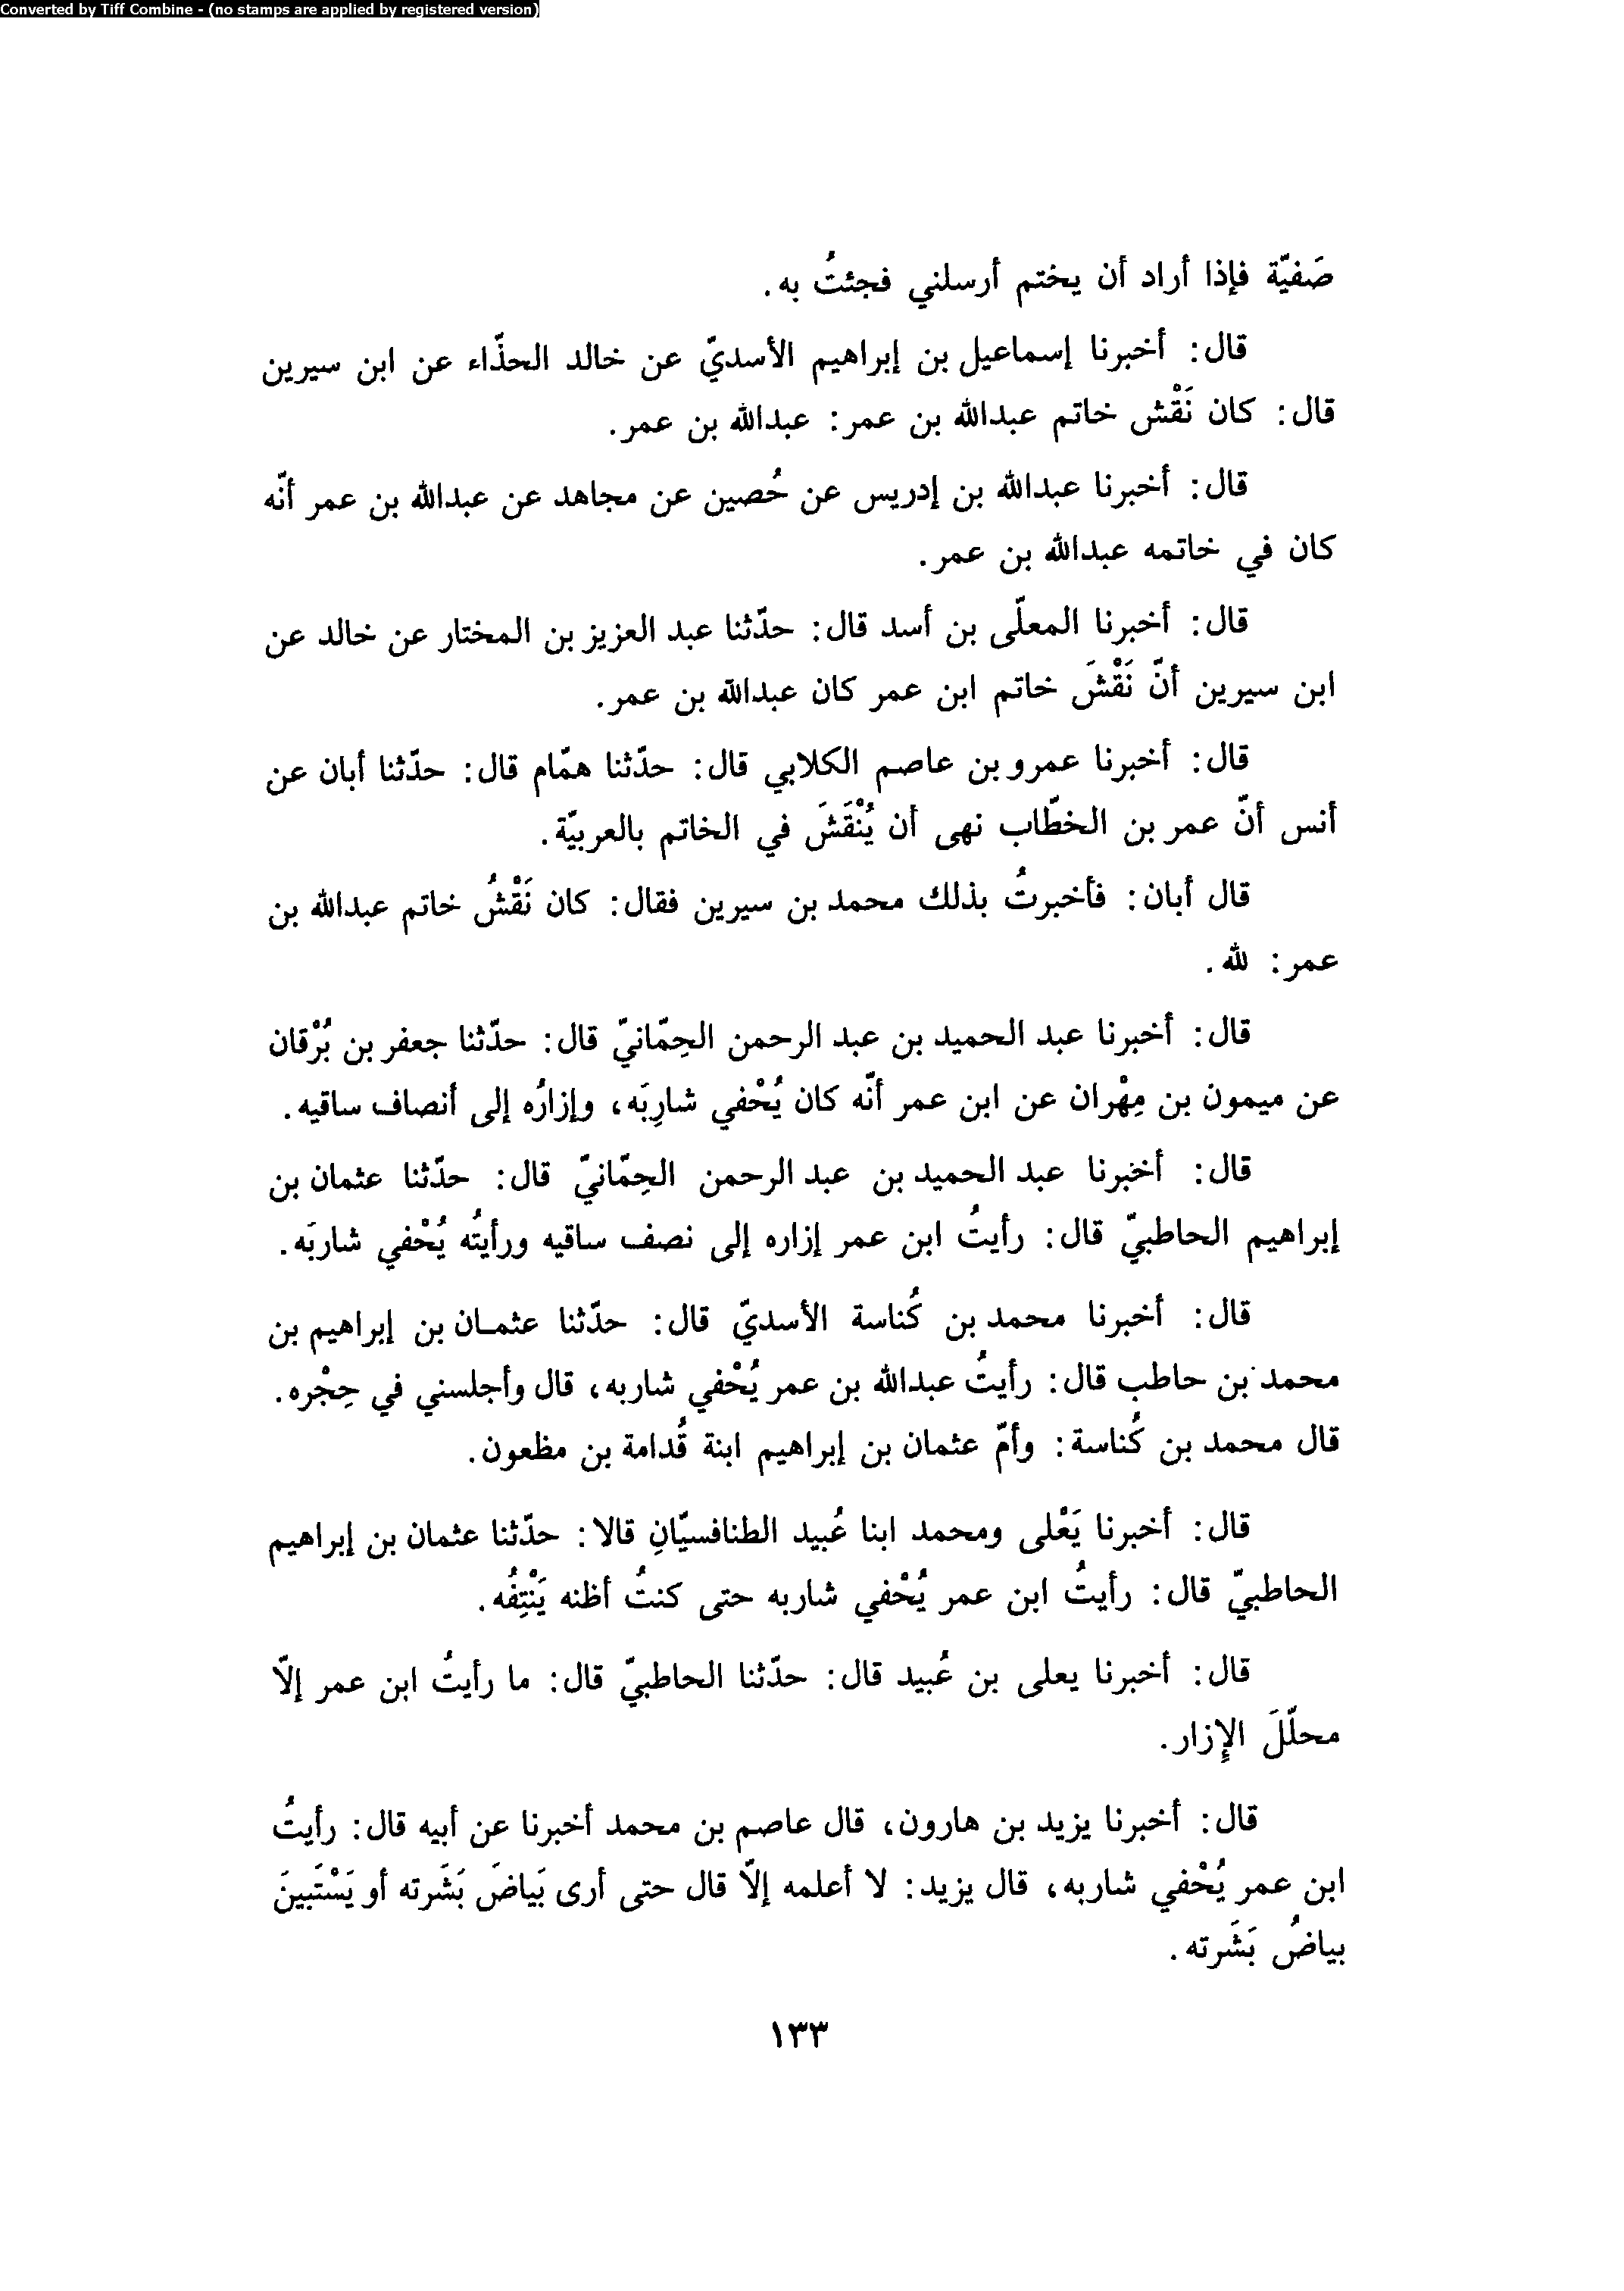 Converted by Tiff Combine - (no stamps are applied by registered version)
صَفيّة فإذا أراد أن يختم أرسلني فجئتُ به.
قال: أخبرنا إسماعيل بن إبراهيم الأسديّ عن خالد الحذّاء عن ابن سيرين
قال: كان نَقْش خاتم عبدالله بن عمر: عبدالله بن عمر.
قال: أخبرنا عبدالله بن إدريس عن حُصين عن مجاهد عن عبدالله بن عمر أنّه
كان في خاتمه عبدالله بن عمر.
قال: أخبرنا المعلّى بن أسد قال: حدّثنا عبد العزيز بن المختار عن خالد عن
ابن سيرين أنّ نَقْشَ خاتم ابن عمر كان عبدالله بن عمر.
قال: أخبرنا عمرو بن عاصم الكلابي قال: حدّثنا همّام قال: حدّثنا أبان عن
أنس أنّ عمر بن الخطّاب نهى أن يُنْقَشَ في الخاتم بالعربيّة.
قال أبان: فأخبرتُ بذلك محمد بن سيرين فقال: كان نَقْشُ خاتم عبدالله بن
عمر: لله.
قال: أخبرنا عبد الحميد بن عبد الرحمن الحِمّانيّ قال: حدّثنا جعفر بن بُرْقان
عن ميمون بن مِهْران عن ابن عمر أنّه كان يُحْفي شارِبَه، وإزارُه إلى أنصاف ساقيه.
قال: أخبرنا عبد الحميد بن عبد الرحمن الحِمّانيّ قال: حدّثنا عثمان بن
إبراهيم الحاطبيّ قال: رأيتُ ابن عمر إزاره إلى نصف ساقيه ورأيتُه يُحْفي شاربَه.
قال: أخبرنا محمد بن كُناسة الأسديّ قال: حدّثنا عثمـان بن إبراهيم بن
محمد بن حاطب قال: رأيتُ عبدالله بن عمر يُحْفي شاربه، قال وأجلسني في حِجْره.
قال محمد بن كُناسة: وأمّ عثمان بن إبراهيم ابنة قُدامة بن مظعون.
قال: أخبرنا يَعْلى ومحمد ابنا عُبيد الطنافسيّانِ قالا: حدّثنا عثمان بن إبراهيم
الحاطبيّ قال: رأيتُ ابن عمر يُحْفي شاربه حتى كنتُ أظنه يَنْتِفُه.
قال: أخبرنا يعلى بن عُبيد قال: حدّثنا الحاطبيّ قال: ما رأيتُ ابن عمر إلاّ
محلّلَ الإزار.
قال: أخبرنا يزيد بن هارون، قال عاصم بن محمد أخبرنا عن أبيه قال: رأيتُ
ابن عمر يُحْفي شاربه، قال يزيد: لا أعلمه إلاّ قال حتى أرى بَياضَ بَشَرته أو يَسْتَبينَ
بياضُ بَشَرته.
١٣٣